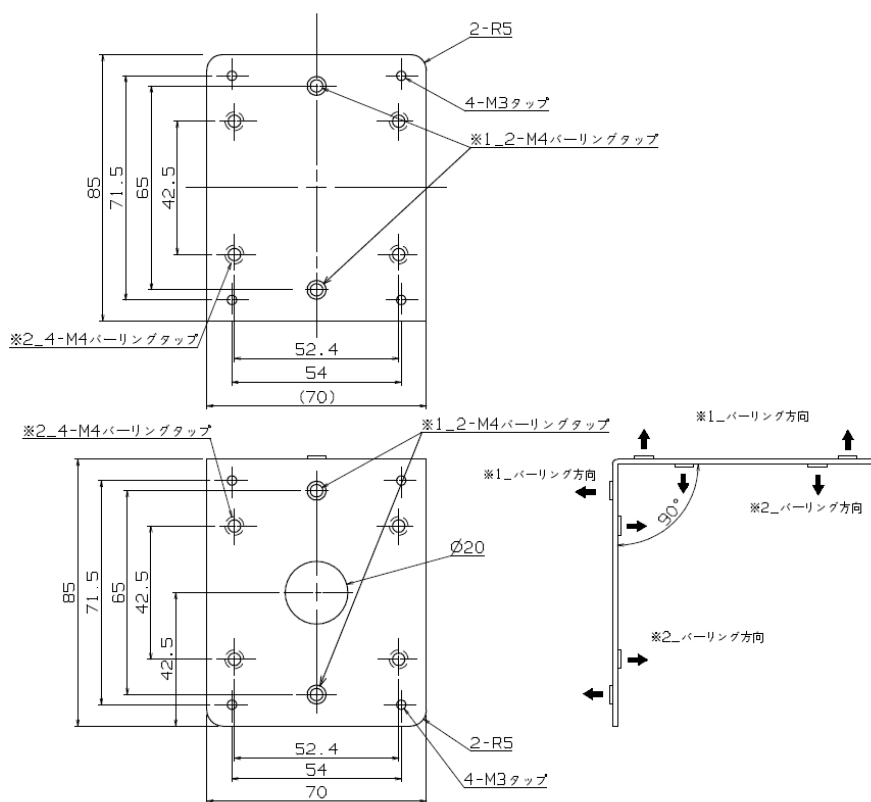 2-R5
4-M3タップ
※1_2-M4バーリングタップ
85
71.5
65
42.5
※2_4-M4バーリングタップ
52.4
54
(70)
※2_4-M4バーリングタップ
※1_2-M4バーリングタップ
85
71.5
65
42.5
42.5
Ø20
52.4
54
70
2-R5
4-M3タップ
※1_バーリング方向
※1_バーリング方向
90°
※2_バーリング方向
※2_バーリング方向